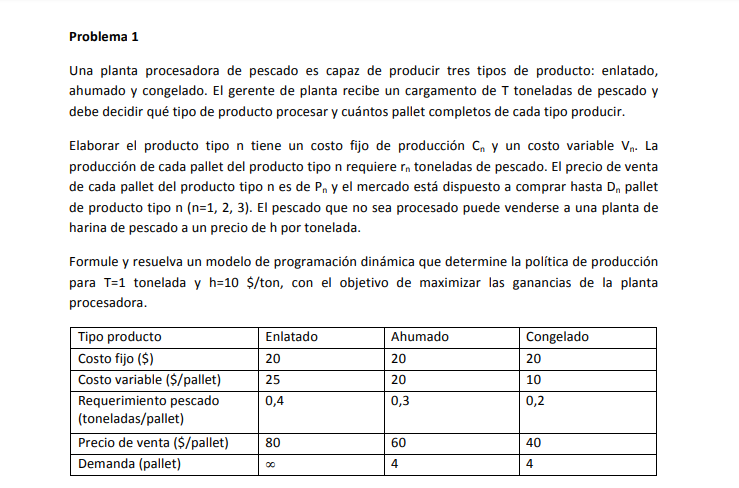 Problema 1
Una planta procesadora de pescado es capaz de producir tres tipos de producto: enlatado,
ahumado y congelado. El gerente de planta recibe un cargamento de T toneladas de pescado y
debe decidir qué tipo de producto procesar y cuántos pallet completos de cada tipo producir.
Elaborar el producto tipo n tiene un costo fijo de producción Cₙ y un costo variable Vₙ. La
producción de cada pallet del producto tipo n requiere rₙ toneladas de pescado. El precio de venta
de cada pallet del producto tipo n es de Pₙ y el mercado está dispuesto a comprar hasta Dₙ pallet
de producto tipo n (n=1, 2, 3). El pescado que no sea procesado puede venderse a una planta de
harina de pescado a un precio de h por tonelada.
Formule y resuelva un modelo de programación dinámica que determine la política de producción
para T=1 tonelada y h=10 $/ton, con el objetivo de maximizar las ganancias de la planta
procesadora.
Tipo producto Enlatado Ahumado Congelado
Costo fijo ($) 20 20 20
Costo variable ($/pallet) 25 20 10
Requerimiento pescado 0,4 0,3 0,2
(toneladas/pallet)
Precio de venta ($/pallet) 80 60 40
Demanda (pallet) ∞ 4 4